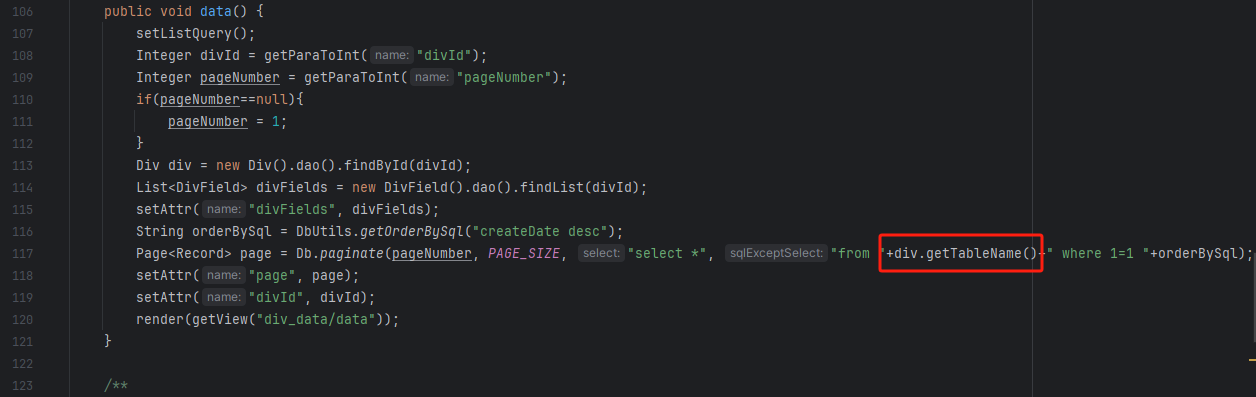 106 public void data() {
107 setListQuery();
108 Integer divId = getParaToInt( name: "divId");
109 Integer pageNumber = getParaToInt( name: "pageNumber");
110 if(pageNumber==null){
111 pageNumber = 1;
112 }
113 Div div = new Div().dao().findById(divId);
114 List<DivField> divFields = new DivField().dao().findList(divId);
115 setAttr( name: "divFields", divFields);
116 String orderBySql = DbUtils.getOrderBySql("createDate desc");
117 Page<Record> page = Db.paginate(pageNumber, PAGE_SIZE, select: "select *", sqlExceptSelect: "from "+div.getTableName()+" where 1=1 "+orderBySql);
118 setAttr( name: "page", page);
119 setAttr( name: "divId", divId);
120 render(getView("div_data/data"));
121 }
122
123 /**